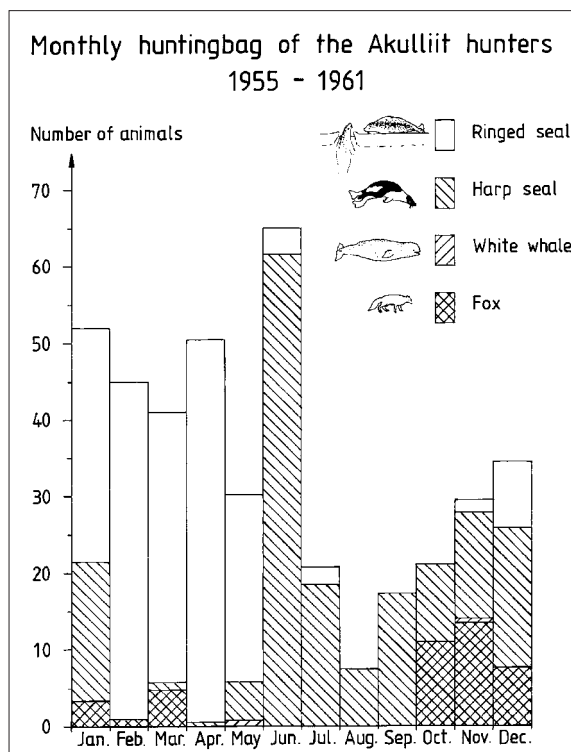 Monthly huntingbag of the Akulliit hunters
1955 - 1961
Number of animals
Ringed seal
Harp seal
White whale
Fox
70
60
50
40
30
20
10
0
Jan. Feb. Mar. Apr. May Jun. Jul. Aug. Sep. Oct. Nov. Dec.